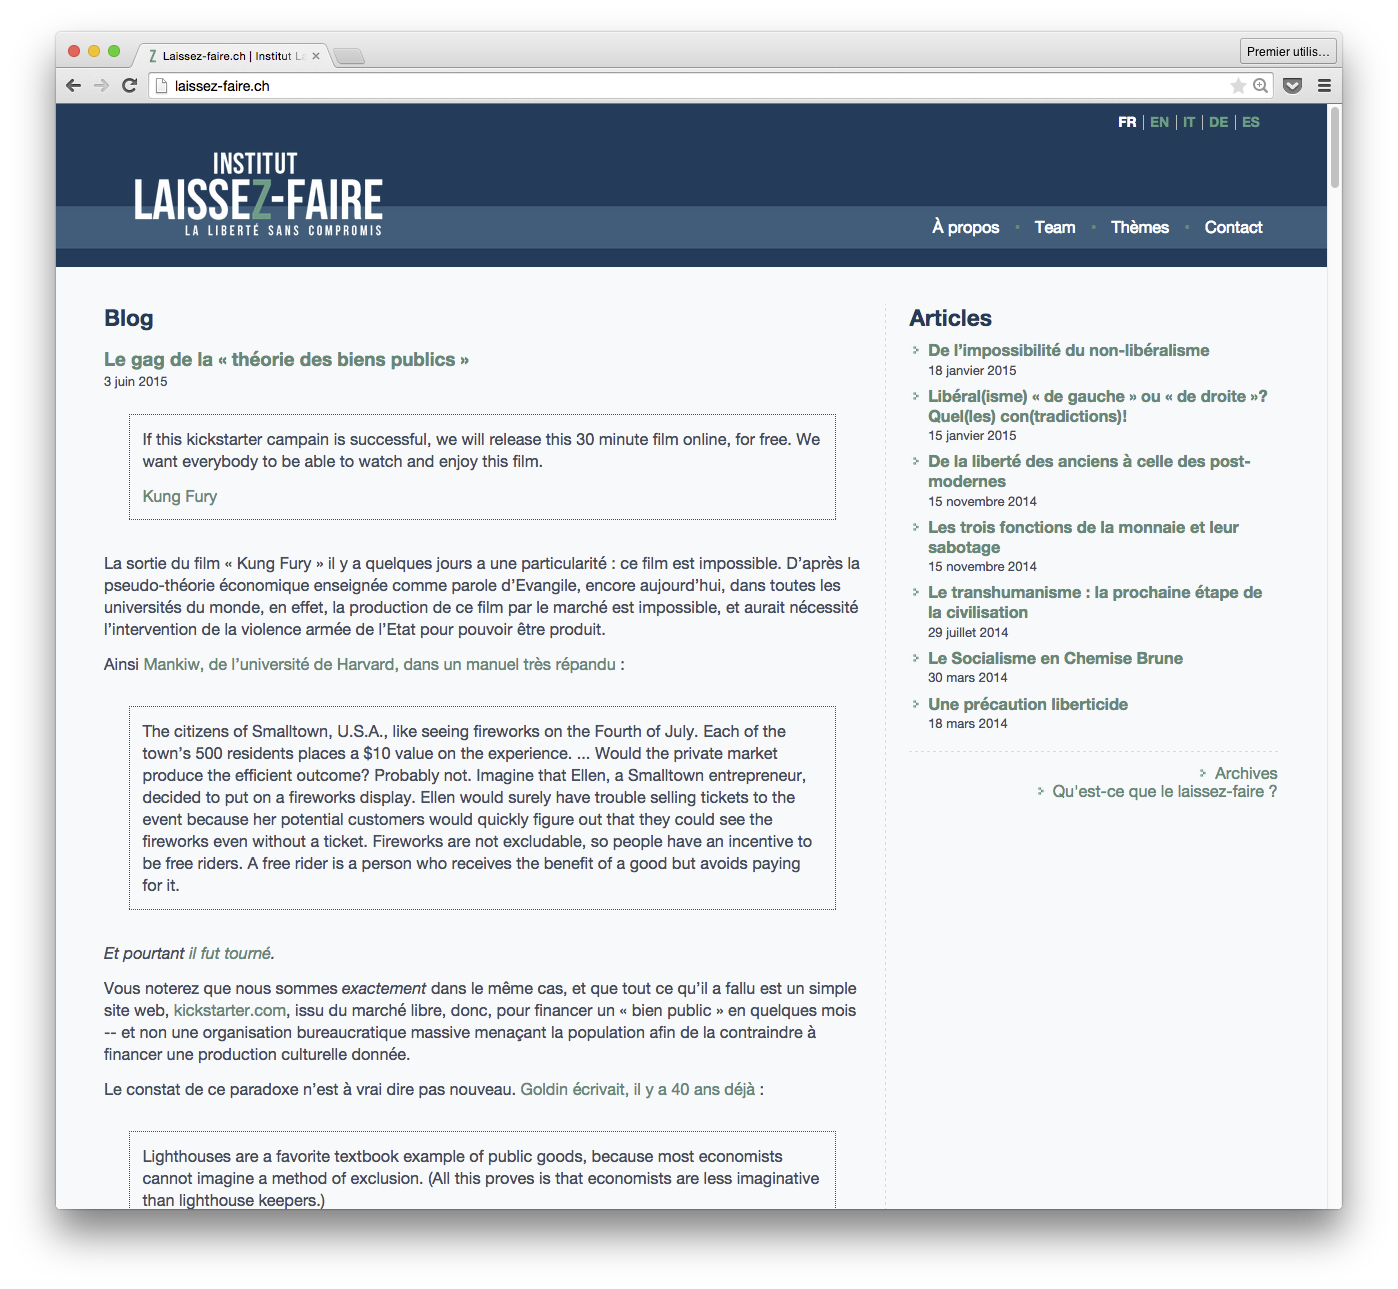 Laissez-faire.ch | Institut La
Premier utilis...
laissez-faire.ch
FR | EN | IT | DE | ES
INSTITUT
LAISSEZ-FAIRE
LA LIBERTÉ SANS COMPROMIS
À propos • Team • Thèmes • Contact
Blog
Le gag de la « théorie des biens publics »
3 juin 2015
If this kickstarter campain is successful, we will release this 30 minute film online, for free. We
want everybody to be able to watch and enjoy this film.
Kung Fury
La sortie du film « Kung Fury » il y a quelques jours a une particularité : ce film est impossible. D’après la
pseudo-théorie économique enseignée comme parole d’Evangile, encore aujourd’hui, dans toutes les
universités du monde, en effet, la production de ce film par le marché est impossible, et aurait nécessité
l’intervention de la violence armée de l’Etat pour pouvoir être produit.
Ainsi Mankiw, de l’université de Harvard, dans un manuel très répandu :
The citizens of Smalltown, U.S.A., like seeing fireworks on the Fourth of July. Each of the
town’s 500 residents places a $10 value on the experience. ... Would the private market
produce the efficient outcome? Probably not. Imagine that Ellen, a Smalltown entrepreneur,
decided to put on a fireworks display. Ellen would surely have trouble selling tickets to the
event because her potential customers would quickly figure out that they could see the
fireworks even without a ticket. Fireworks are not excludable, so people have an incentive to
be free riders. A free rider is a person who receives the benefit of a good but avoids paying
for it.
Et pourtant il fut tourné.
Vous noterez que nous sommes exactement dans le même cas, et que tout ce qu’il a fallu est un simple
site web, kickstarter.com, issu du marché libre, donc, pour financer un « bien public » en quelques mois
-- et non une organisation bureaucratique massive menaçant la population afin de la contraindre à
financer une production culturelle donnée.
Le constat de ce paradoxe n’est à vrai dire pas nouveau. Goldin écrivait, il y a 40 ans déjà :
Lighthouses are a favorite textbook example of public goods, because most economists
cannot imagine a method of exclusion. (All this proves is that economists are less imaginative
than lighthouse keepers.)
Articles
De l’impossibilité du non-libéralisme
18 janvier 2015
Libéral(isme) « de gauche » ou « de droite »?
Quel(les) con(tradictions)!
15 janvier 2015
De la liberté des anciens à celle des post-
modernes
15 novembre 2014
Les trois fonctions de la monnaie et leur
sabotage
15 novembre 2014
Le transhumanisme : la prochaine étape de
la civilisation
29 juillet 2014
Le Socialisme en Chemise Brune
30 mars 2014
Une précaution liberticide
18 mars 2014
Archives
Qu'est-ce que le laissez-faire ?